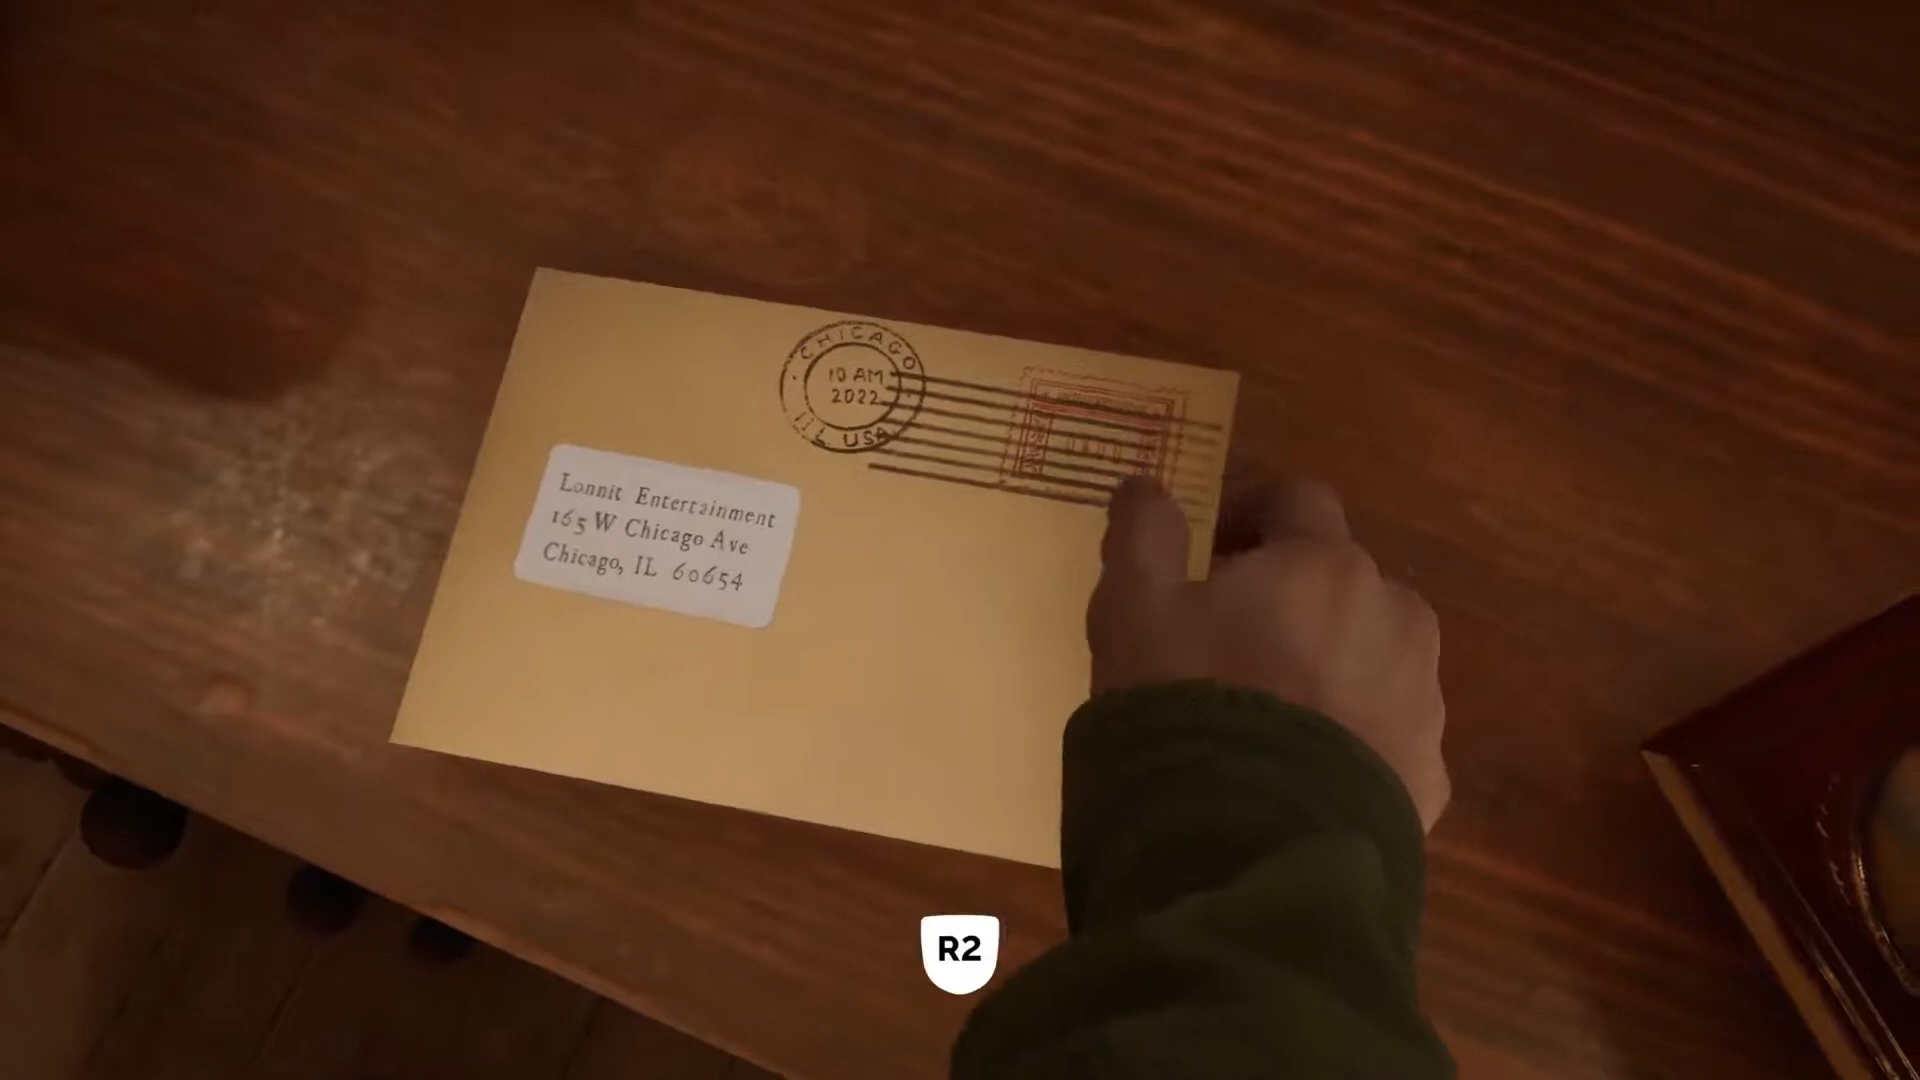 CHICAGO
10 AM
2022
ILL USA
Lonnit Entertainment
165 W Chicago Ave
Chicago, IL 60654
R2